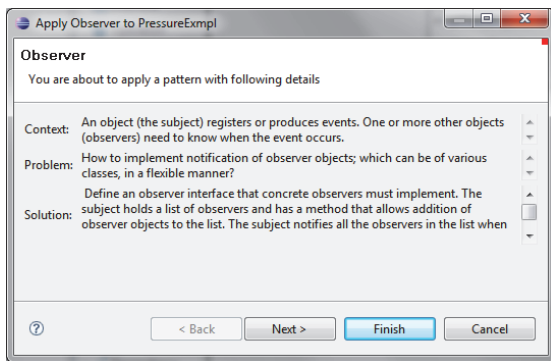 Apply Observer to PressureExmpl
Observer
You are about to apply a pattern with following details
Context: An object (the subject) registers or produces events. One or more other objects
(observers) need to know when the event occurs.
Problem: How to implement notification of observer objects; which can be of various
classes, in a flexible manner?
Define an observer interface that concrete observers must implement. The
Solution: subject holds a list of observers and has a method that allows addition of
observer objects to the list. The subject notifies all the observers in the list when
? < Back Next > Finish Cancel